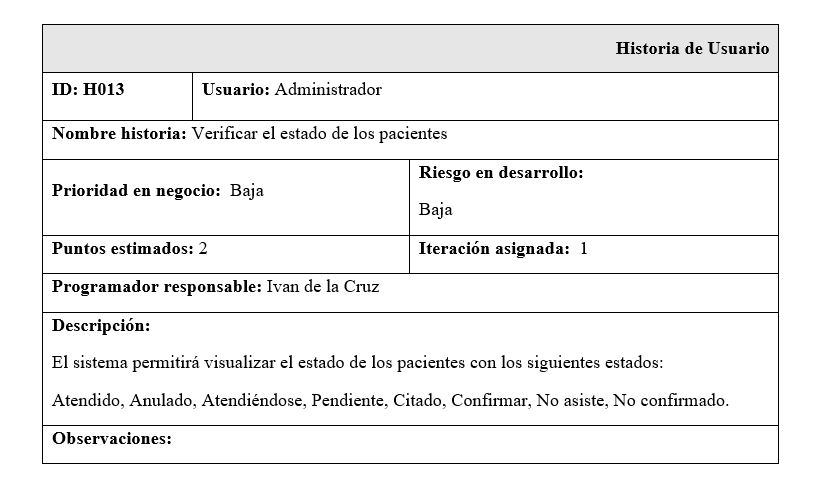 Historia de Usuario
ID: H013
Usuario: Administrador
Nombre historia: Verificar el estado de los pacientes
Prioridad en negocio: Baja
Riesgo en desarrollo:
Baja
Puntos estimados: 2
Iteración asignada: 1
Programador responsable: Ivan de la Cruz
Descripción:
El sistema permitirá visualizar el estado de los pacientes con los siguientes estados:
Atendido, Anulado, Atendiéndose, Pendiente, Citado, Confirmar, No asiste, No confirmado.
Observaciones: